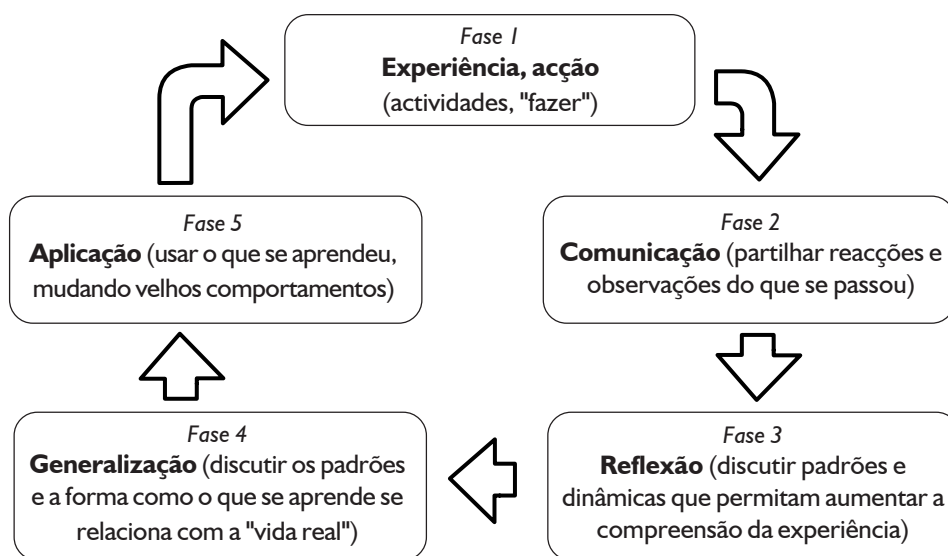 Fase 1
Experiência, acção
(actividades, "fazer")
Fase 2
Comunicação (partilhar reacções e
observações do que se passou)
Fase 3
Reflexão (discutir padrões e
dinâmicas que permitam aumentar a
compreensão da experiência)
Fase 4
Generalização (discutir os padrões
e a forma como o que se aprende se
relaciona com a "vida real")
Fase 5
Aplicação (usar o que se aprendeu,
mudando velhos comportamentos)